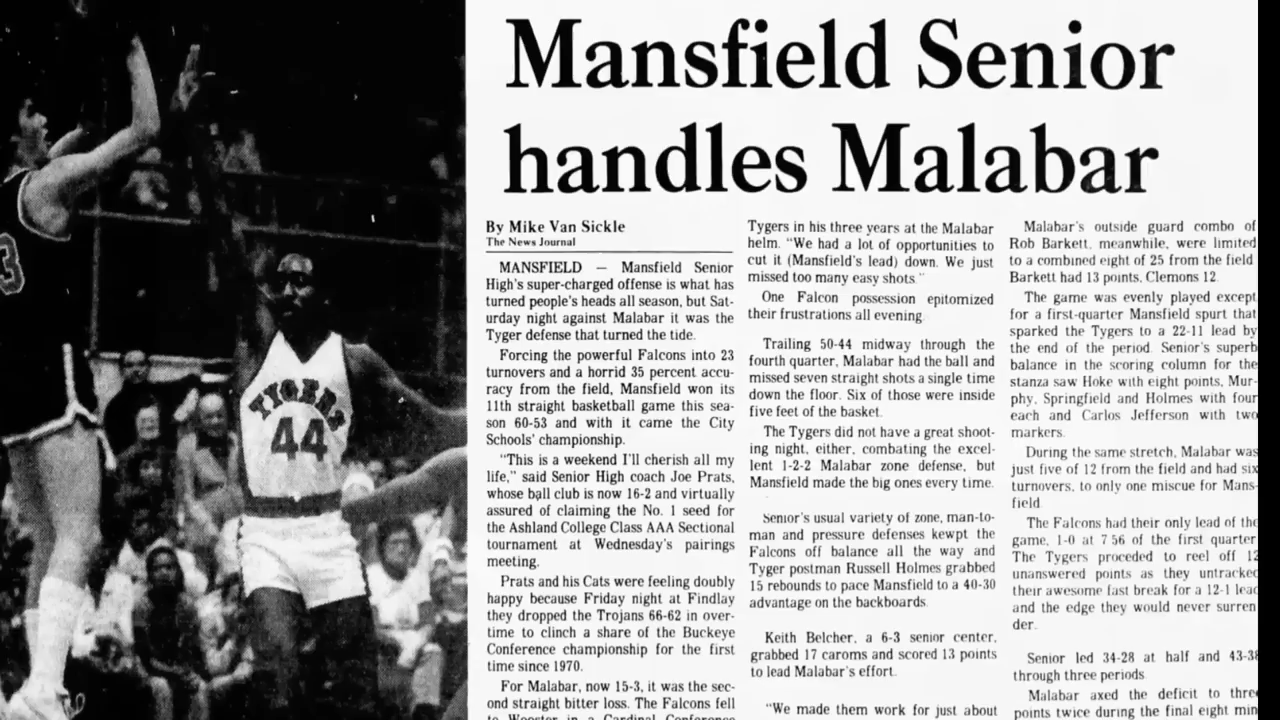 Mansfield Senior
handles Malabar
By Mike Van Sickle
The News Journal
MANSFIELD — Mansfield Senior
High's super-charged offense is what has
turned people's heads all season, but Sat-
urday night against Malabar it was the
Tyger defense that turned the tide.
Forcing the powerful Falcons into 23
turnovers and a horrid 35 percent accu-
racy from the field, Mansfield won its
11th straight basketball game this sea-
son 60-53 and with it came the City
Schools' championship.
"This is a weekend I'll cherish all my
life," said Senior High coach Joe Prats,
whose ball club is now 16-2 and virtually
assured of claiming the No. 1 seed for
the Ashland College Class AAA Sectional
tournament at Wednesday's pairings
meeting.
Prats and his Cats were feeling doubly
happy because Friday night at Findlay
they dropped the Trojans 66-62 in over-
time to clinch a share of the Buckeye
Conference championship for the first
time since 1970.
For Malabar, now 15-3, it was the sec-
ond straight bitter loss. The Falcons fell
to Wooster in a Cardinal Conference
Tygers in his three years at the Malabar
helm. "We had a lot of opportunities to
cut it (Mansfield's lead) down. We just
missed too many easy shots."
One Falcon possession epitomized
their frustrations all evening.
Trailing 50-44 midway through the
fourth quarter, Malabar had the ball and
missed seven straight shots a single time
down the floor. Six of those were inside
five feet of the basket.
The Tygers did not have a great shoot-
ing night, either, combating the excel-
lent 1-2-2 Malabar zone defense, but
Mansfield made the big ones every time.
Senior's usual variety of zone, man-to-
man and pressure defenses kewpt the
Falcons off balance all the way and
Tyger postman Russell Holmes grabbed
15 rebounds to pace Mansfield to a 40-30
advantage on the backboards.
Keith Belcher, a 6-3 senior center,
grabbed 17 caroms and scored 13 points
to lead Malabar's effort.
"We made them work for just about
Malabar's outside guard combo of
Rob Barkett, meanwhile, were limited
to a combined eight of 25 from the field.
Barkett had 13 points, Clemons 12.
The game was evenly played except
for a first-quarter Mansfield spurt that
sparked the Tygers to a 22-11 lead by
the end of the period. Senior's superb
balance in the scoring column for the
stanza saw Hoke with eight points, Mur-
phy, Springfield and Holmes with four
each and Carlos Jefferson with two
markers.
During the same stretch, Malabar was
just five of 12 from the field and had six
turnovers, to only one miscue for Mans-
field.
The Falcons had their only lead of the
game, 1-0 at 7:56 of the first quarter.
The Tygers proceded to reel off 12
unanswered points as they untracked
their awesome fast break for a 12-1 lead
and the edge they would never surren-
der.
Senior led 34-28 at half and 43-38
through three periods.
Malabar axed the deficit to three
points twice during the final eight min
TYGERS
44
3